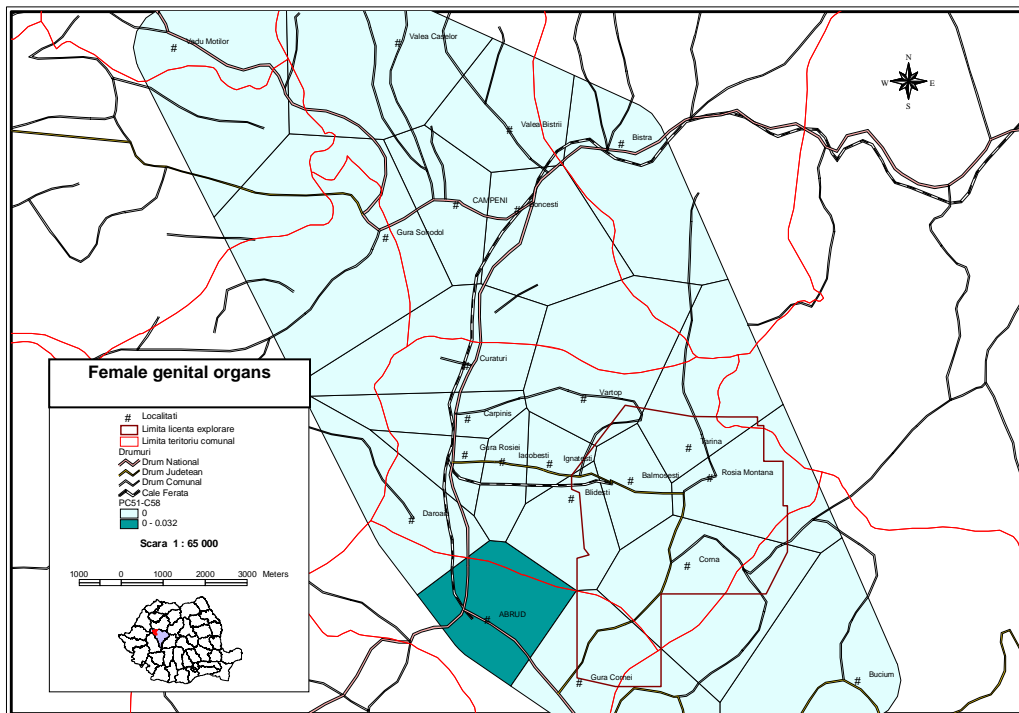 Vadu Motilor
Valea Caselor
N
W E
S
Valea Bistrii
Bistra
CAMPENI
Gura Sohodol
Curaturi
Vartop
Carpinis
Gura Rosiei
Iacobesti
Ignatesti
Tarina
Balmosesti
Rosia Montana
Blidesti
Daroaia
Corna
ABRUD
Gura Cornei
Bucium
Female genital organs
# Localitati
Limita licenta explorare
Limita teritoriu comunal
Drumuri
Drum National
Drum Judetean
Drum Comunal
Cale Ferata
PC51-C58
0
0 - 0.032
Scara 1 : 65 000
1000 0 1000 2000 3000 Meters